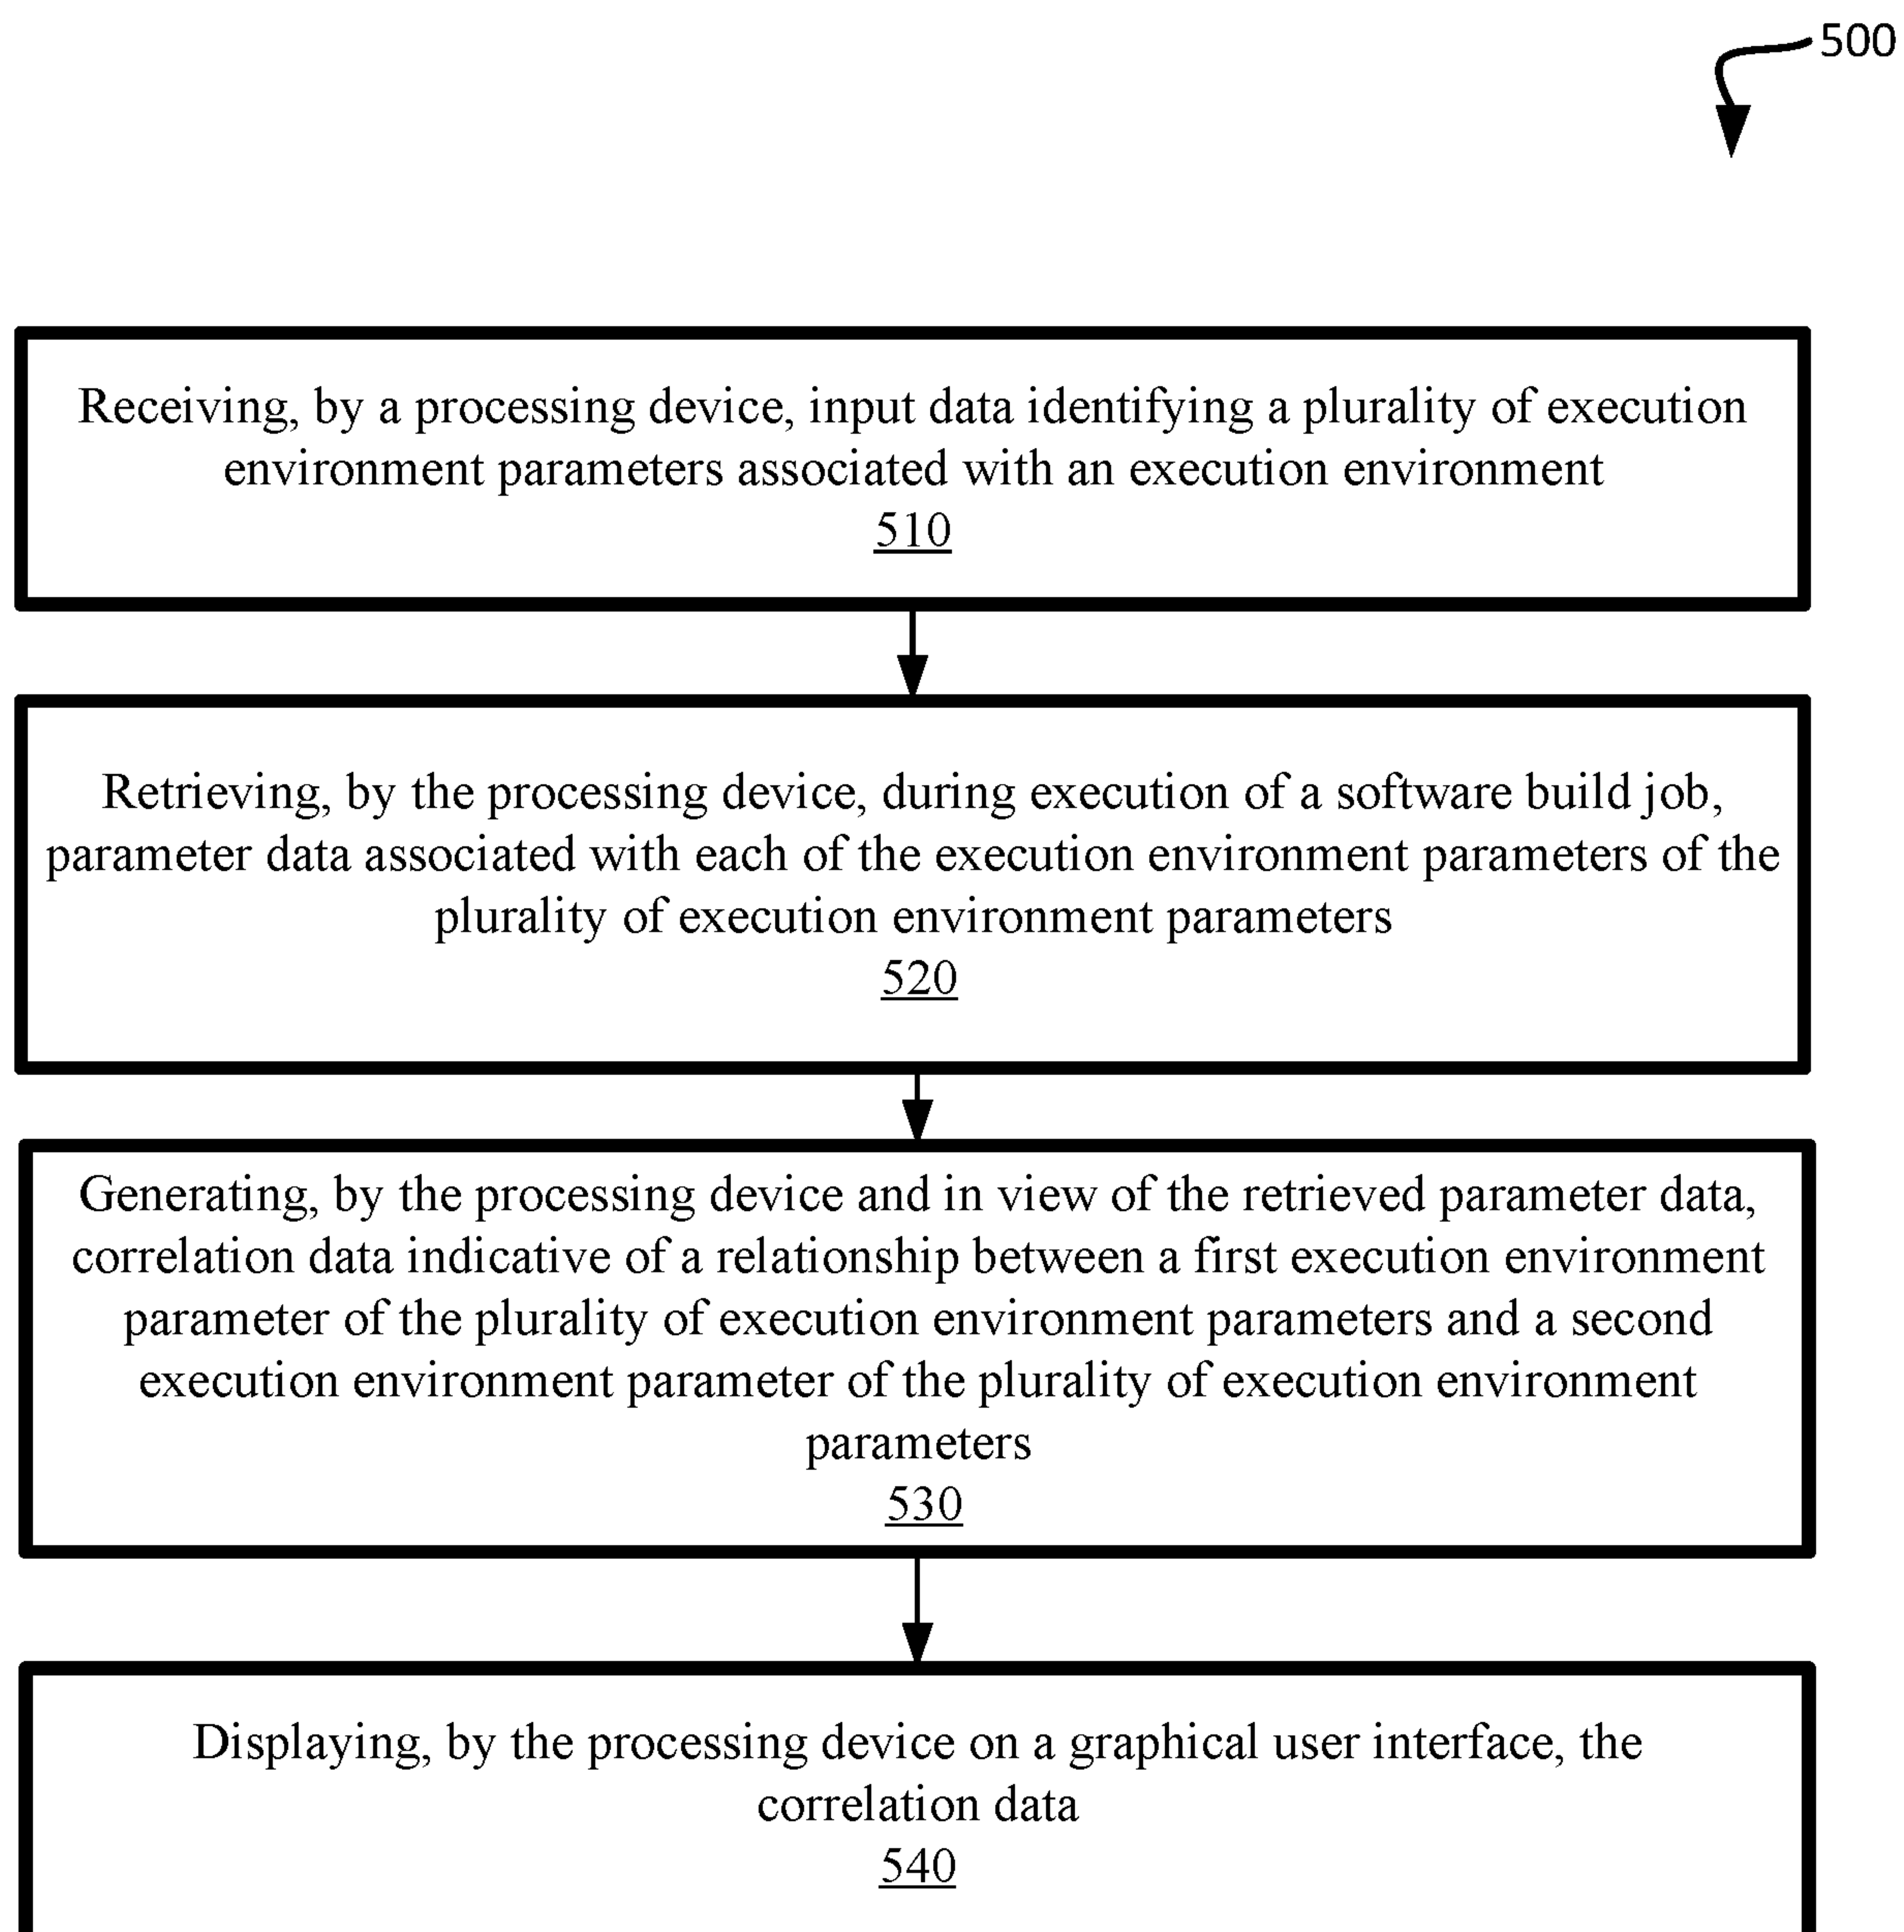 500
Receiving, by a processing device, input data identifying a plurality of execution
environment parameters associated with an execution environment
510
Retrieving, by the processing device, during execution of a software build job,
parameter data associated with each of the execution environment parameters of the
plurality of execution environment parameters
520
Generating, by the processing device and in view of the retrieved parameter data,
correlation data indicative of a relationship between a first execution environment
parameter of the plurality of execution environment parameters and a second
execution environment parameter of the plurality of execution environment
parameters
530
Displaying, by the processing device on a graphical user interface, the
correlation data
540